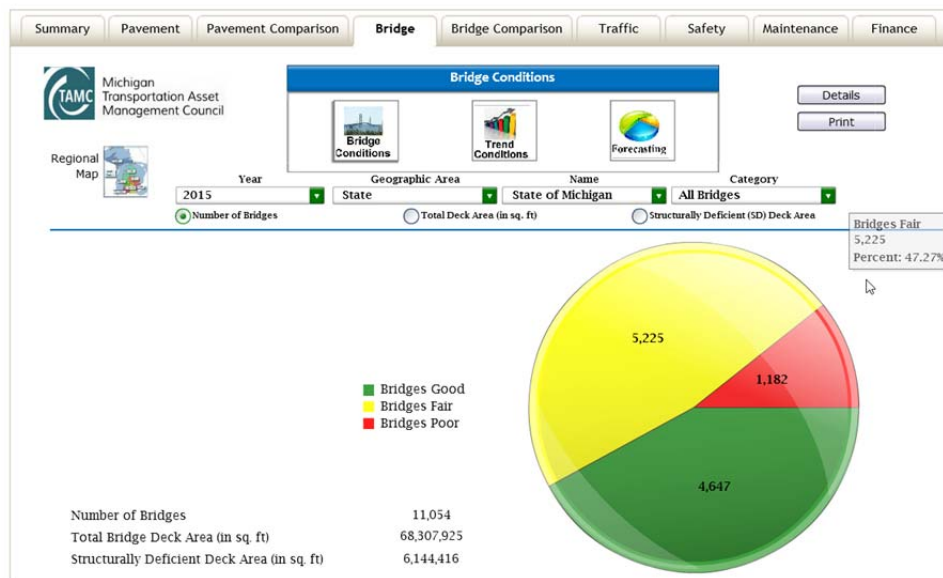 Summary
Pavement
Pavement Comparison
Bridge
Bridge Comparison
Traffic
Safety
Maintenance
Finance
TAMC
Michigan
Transportation Asset
Management Council
Bridge Conditions
Bridge
Conditions
Trend
Conditions
Forecasting
Details
Print
Regional
Map
Year
Geographic Area
Name
Category
2015
State
State of Michigan
All Bridges
Number of Bridges
Total Deck Area (in sq. ft)
Structurally Deficient (SD) Deck Area
Bridges Fair
5,225
Percent: 47.27%
5,225
1,182
4,647
Bridges Good
Bridges Fair
Bridges Poor
Number of Bridges 11,054
Total Bridge Deck Area (in sq. ft) 68,307,925
Structurally Deficient Deck Area (in sq. ft) 6,144,416